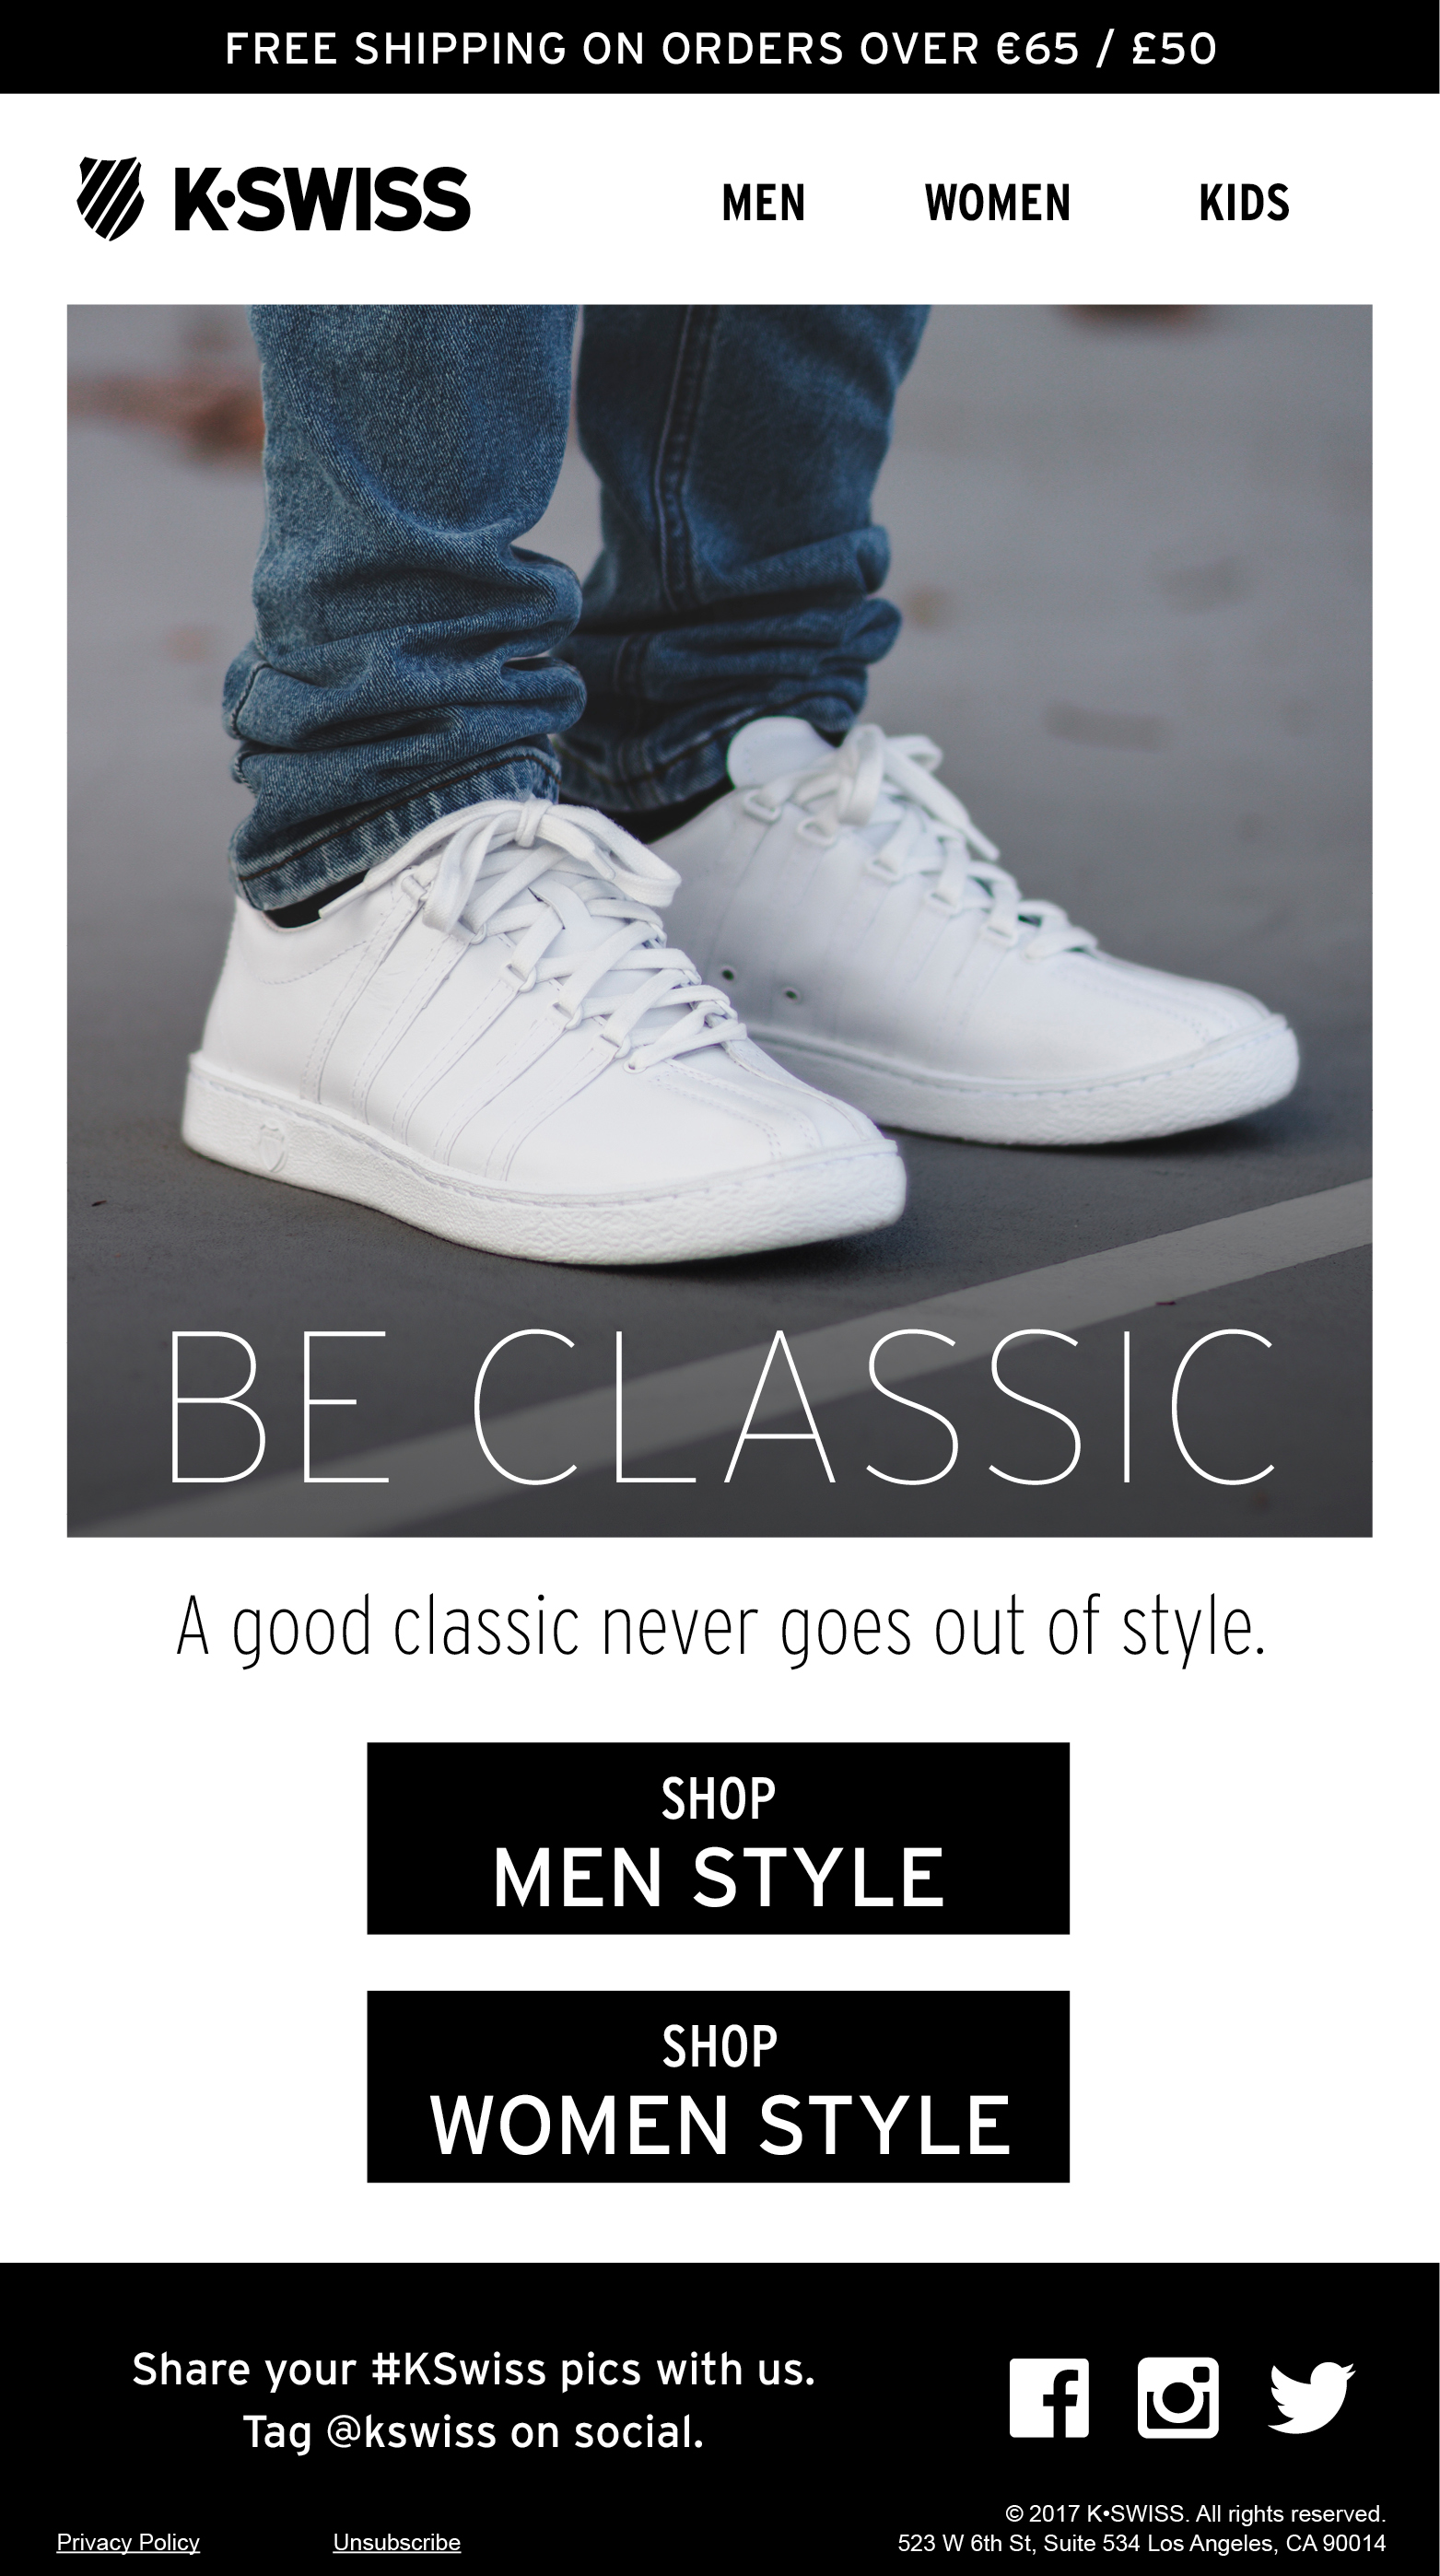 FREE SHIPPING ON ORDERS OVER €65 / £50
K•SWISS
MEN WOMEN KIDS
BE CLASSIC
A good classic never goes out of style.
SHOP
MEN STYLE
SHOP
WOMEN STYLE
Share your #KSwiss pics with us.
Tag @kswiss on social.
© 2017 K•SWISS. All rights reserved.
Privacy Policy Unsubscribe 523 W 6th St, Suite 534 Los Angeles, CA 90014